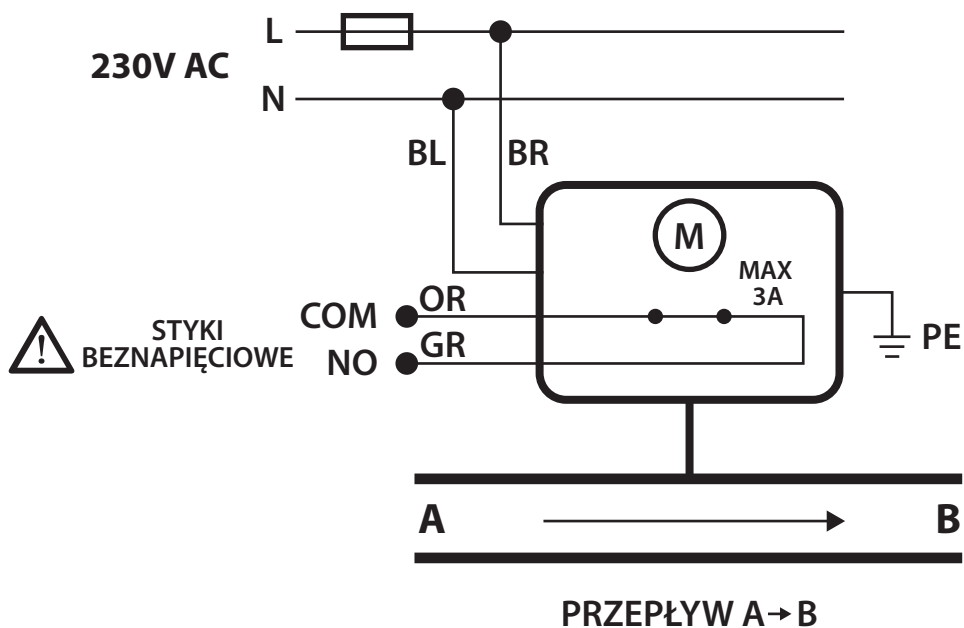 L
230V AC
N
BL
BR
M
MAX
3A
COM
OR
STYKI
BEZNAPIĘCIOWE
!
NO
GR
PE
A
B
PRZEPŁYW A→B